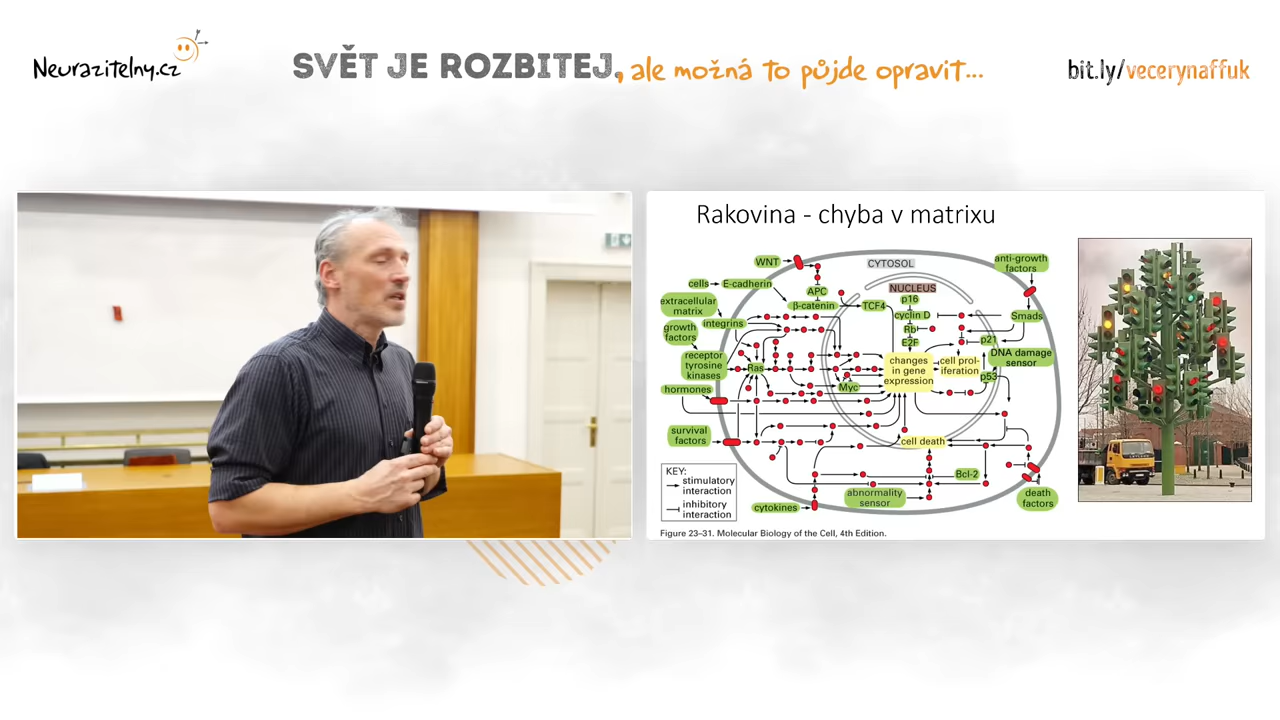 Neurazitelny.cz
SVĚT JE ROZBITEJ, ale možná to půjde opravit...
bit.ly/vecerynaffuk
Rakovina - chyba v matrixu
WNT
CYTOSOL
anti-growth
factors
cells
E-cadherin
NUCLEUS
APC
p16
extracellular
matrix
β-catenin
TCF4
cyclin D
Smads
integrins
Rb
growth
factors
E2F
p21
DNA damage
sensor
receptor
tyrosine
kinases
Ras
changes
in gene
expression
cell prol-
iferation
p53
Myc
hormones
survival
factors
cell death
KEY:
stimulatory
interaction
inhibitory
interaction
Bcl-2
abnormality
sensor
death
factors
cytokines
Figure 23–31. Molecular Biology of the Cell, 4th Edition.